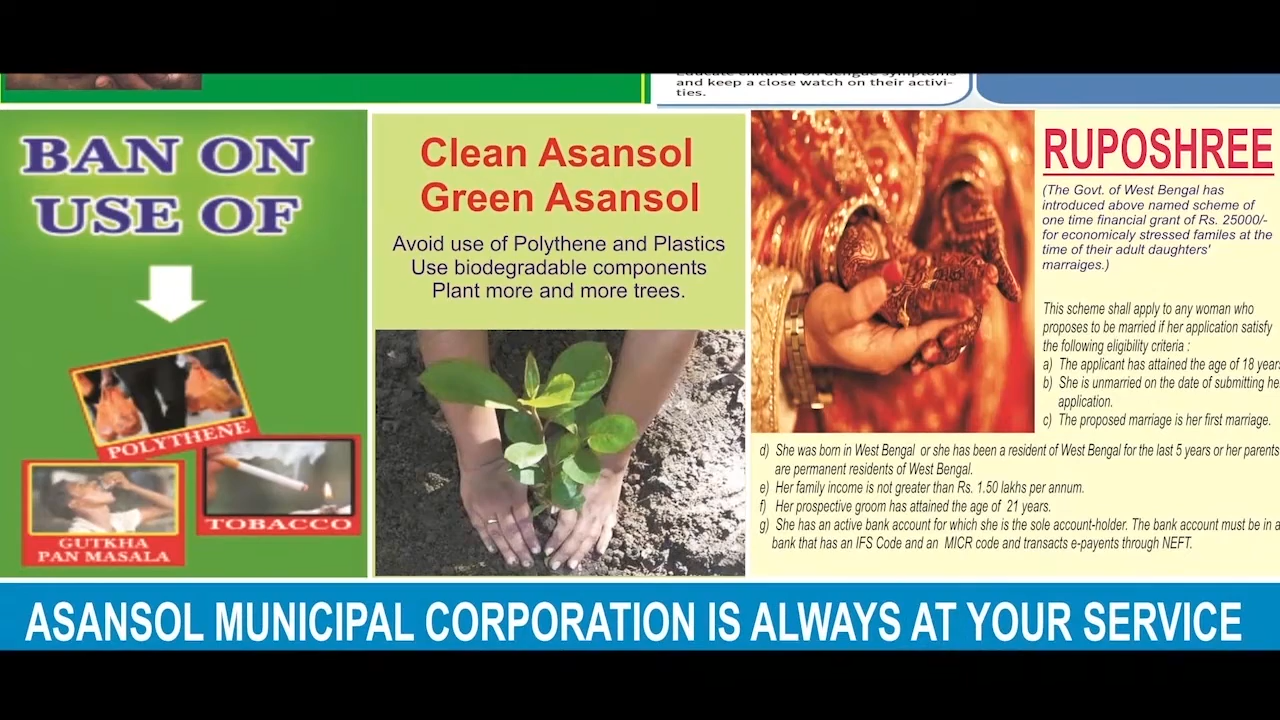 Educate children on dengue symptoms
and keep a close watch on their activi-
ties.
BAN ON
USE OF
POLYTHENE
TOBACCO
GUTKHA
PAN MASALA
Clean Asansol
Green Asansol
Avoid use of Polythene and Plastics
Use biodegradable components
Plant more and more trees.
RUPOSHREE
(The Govt. of West Bengal has
introduced above named scheme of
one time financial grant of Rs. 25000/-
for economicaly stressed familes at the
time of their adult daughters'
marraiges.)
This scheme shall apply to any woman who
proposes to be married if her application satisfy
the following eligibility criteria :
a) The applicant has attained the age of 18 years
b) She is unmarried on the date of submitting he
application.
c) The proposed marriage is her first marriage.
d) She was born in West Bengal or she has been a resident of West Bengal for the last 5 years or her parents
are permanent residents of West Bengal.
e) Her family income is not greater than Rs. 1.50 lakhs per annum.
f) Her prospective groom has attained the age of 21 years.
g) She has an active bank account for which she is the sole account-holder. The bank account must be in a
bank that has an IFS Code and an MICR code and transacts e-payents through NEFT.
ASANSOL MUNICIPAL CORPORATION IS ALWAYS AT YOUR SERVICE